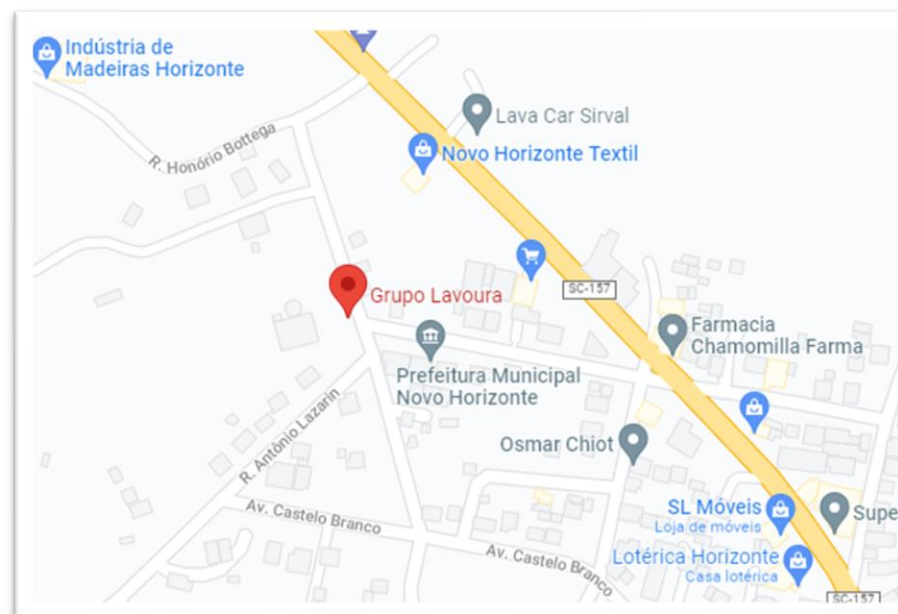 Indústria de
Madeiras Horizonte
Lava Car Sirval
R. Honório Bottega
Novo Horizonte Textil
Grupo Lavoura
SC-157
Farmacia
Chamomilla Farma
Prefeitura Municipal
Novo Horizonte
R. Antônio Lazarin
Osmar Chiot
Av. Castelo Branco
SL Móveis
Loja de móveis
Supe
Av. Castelo Branco
Lotérica Horizonte
Casa lotérica
SC-157